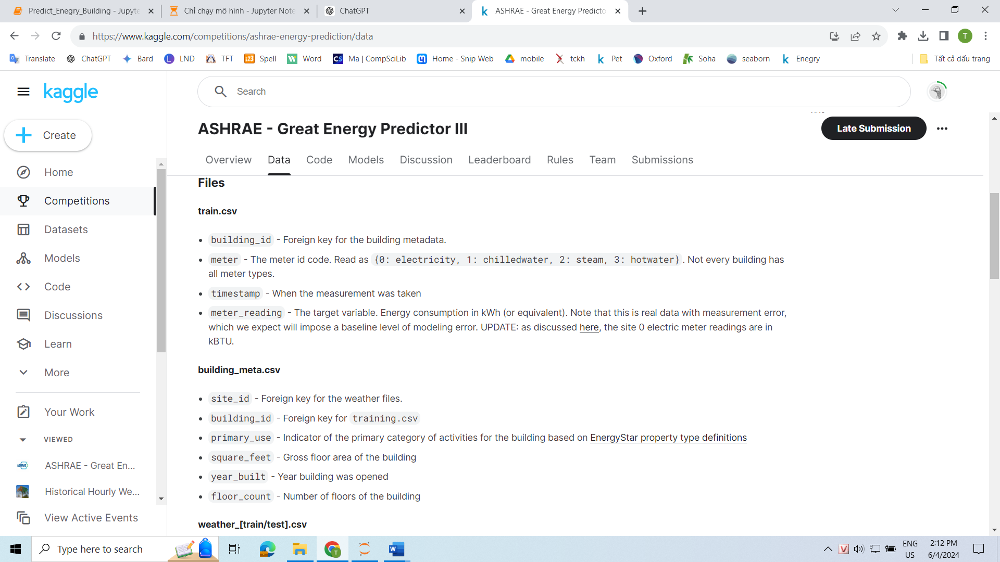 Predict_Enegry_Building - Jupyte
Chỉ chạy mô hình - Jupyter Note
ChatGPT
ASHRAE - Great Energy Predicto
https://www.kaggle.com/competitions/ashrae-energy-prediction/data
T
Translate
ChatGPT
Bard
L
LND
TFT
123
Spell
W
Word
CS
Ma | CompSciLib
Home - Snip Web
mobile
tckh
k
Pet
Oxford
Soha
seaborn
k
Enegry
Tất cả dấu trang
kaggle
Search
Create
ASHRAE - Great Energy Predictor III
Late Submission
Overview
Data
Code
Models
Discussion
Leaderboard
Rules
Team
Submissions
Home
Competitions
Datasets
Models
Code
Discussions
Learn
More
Your Work
VIEWED
ASHRAE
ASHRAE - Great En...
Historical Hourly We...
View Active Events
Files
train.csv
building_id - Foreign key for the building metadata.
meter - The meter id code. Read as {0: electricity, 1: chilledwater, 2: steam, 3: hotwater}. Not every building has
all meter types.
timestamp - When the measurement was taken
meter_reading - The target variable. Energy consumption in kWh (or equivalent). Note that this is real data with measurement error,
which we expect will impose a baseline level of modeling error. UPDATE: as discussed here, the site 0 electric meter readings are in
kBTU.
building_meta.csv
site_id - Foreign key for the weather files.
building_id - Foreign key for training.csv
primary_use - Indicator of the primary category of activities for the building based on EnergyStar property type definitions
square_feet - Gross floor area of the building
year_built - Year building was opened
floor_count - Number of floors of the building
weather_[train/test].csv
Type here to search
T
W
V
ENG
US
2:12 PM
6/4/2024